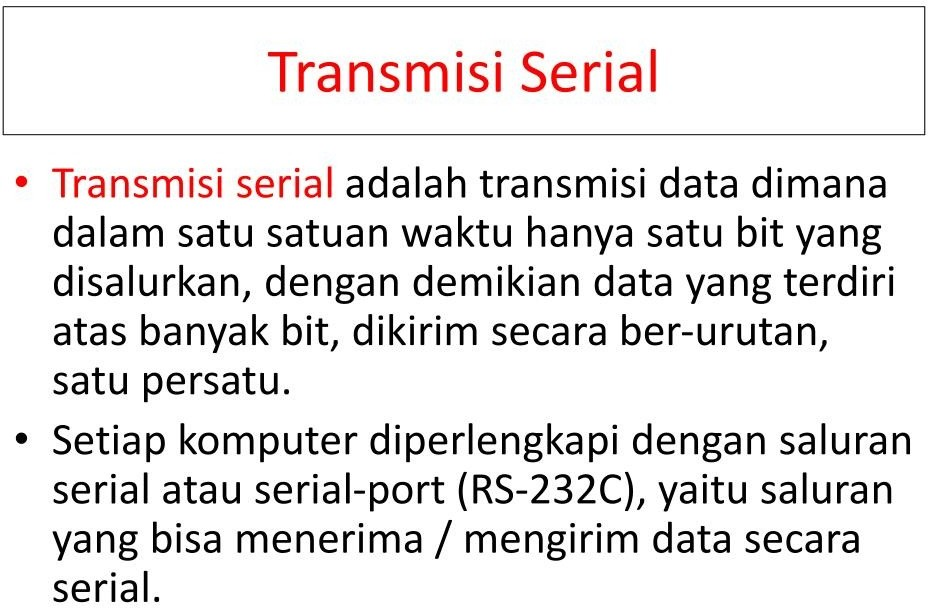 Transmisi Serial
• Transmisi serial adalah transmisi data dimana
dalam satu satuan waktu hanya satu bit yang
disalurkan, dengan demikian data yang terdiri
atas banyak bit, dikirim secara ber-urutan,
satu persatu.
• Setiap komputer diperlengkapi dengan saluran
serial atau serial-port (RS-232C), yaitu saluran
yang bisa menerima / mengirim data secara
serial.